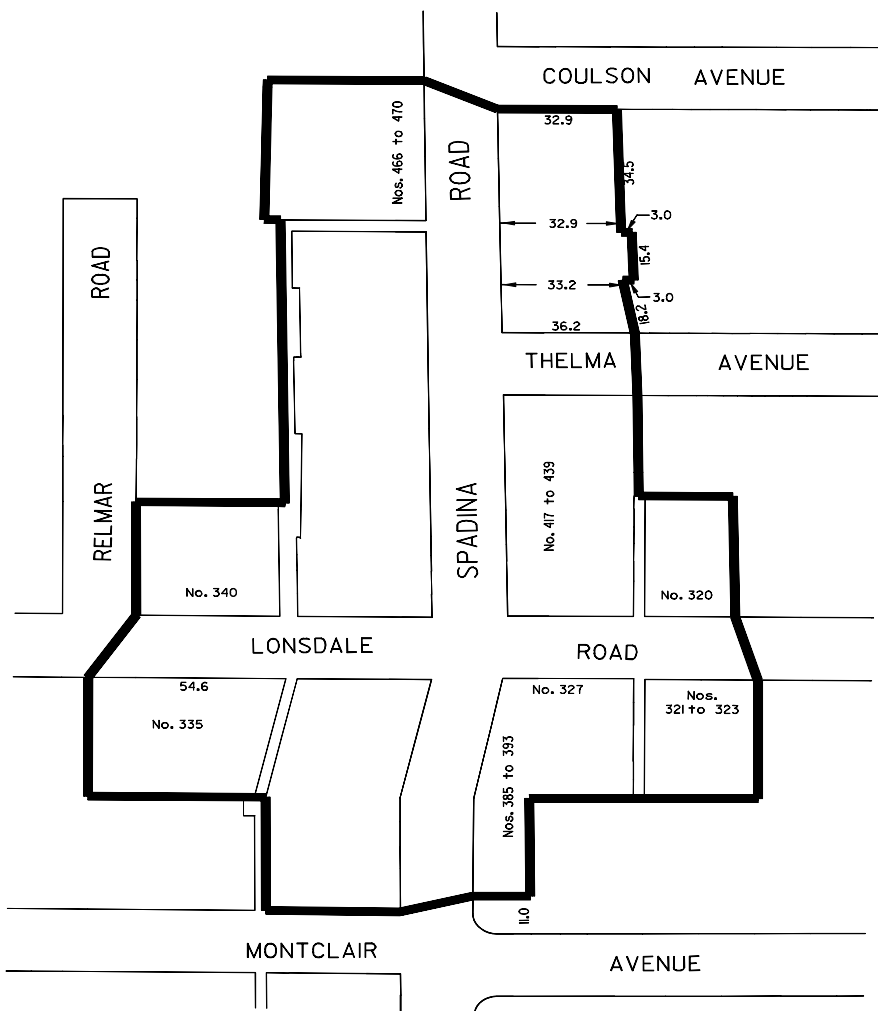 COULSON AVENUE
32.9
Nos. 466 to 470
ROAD
34.5
3.0
32.9
15.4
ROAD
33.2
3.0
18.2
36.2
THELMA AVENUE
No. 417 to 439
RELMAR
SPADINA
No. 340
No. 320
LONSDALE ROAD
54.6
No. 327
Nos.
321 to 323
No. 335
Nos. 385 to 393
11.0
MONTCLAIR AVENUE